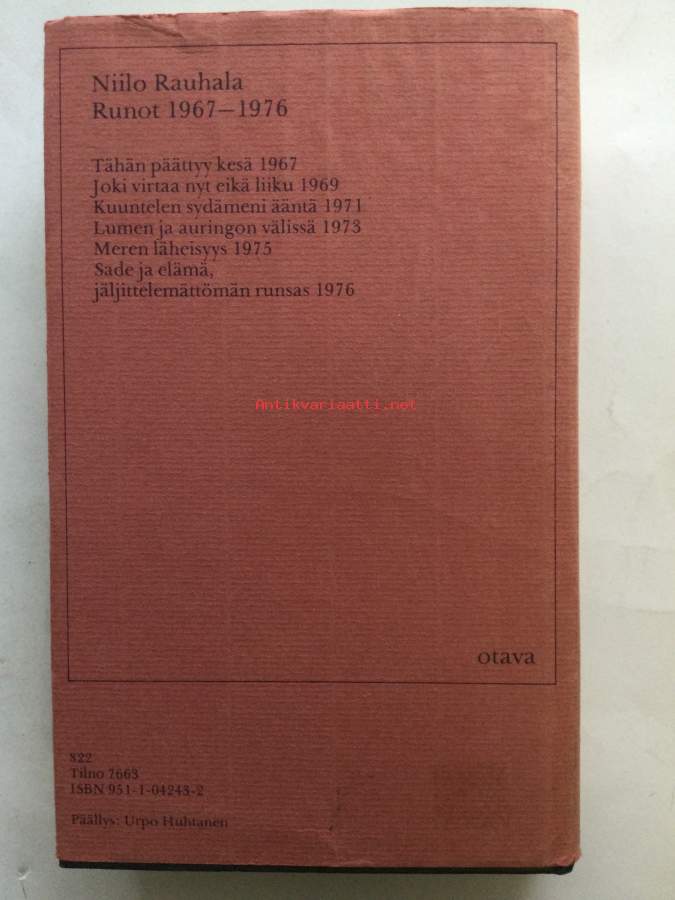 Niilo Rauhala
Runot 1967–1976
Tähän päättyy kesä 1967
Joki virtaa nyt eikä liiku 1969
Kuuntelen sydämeni ääntä 1971
Lumen ja auringon välissä 1973
Meren läheisyys 1975
Sade ja elämä,
jäljittelemättömän runsas 1976
Antikvariaatti.net
otava
822
Tilno 7663
ISBN 951-1-04243-2
Päällys: Urpo Huhtanen